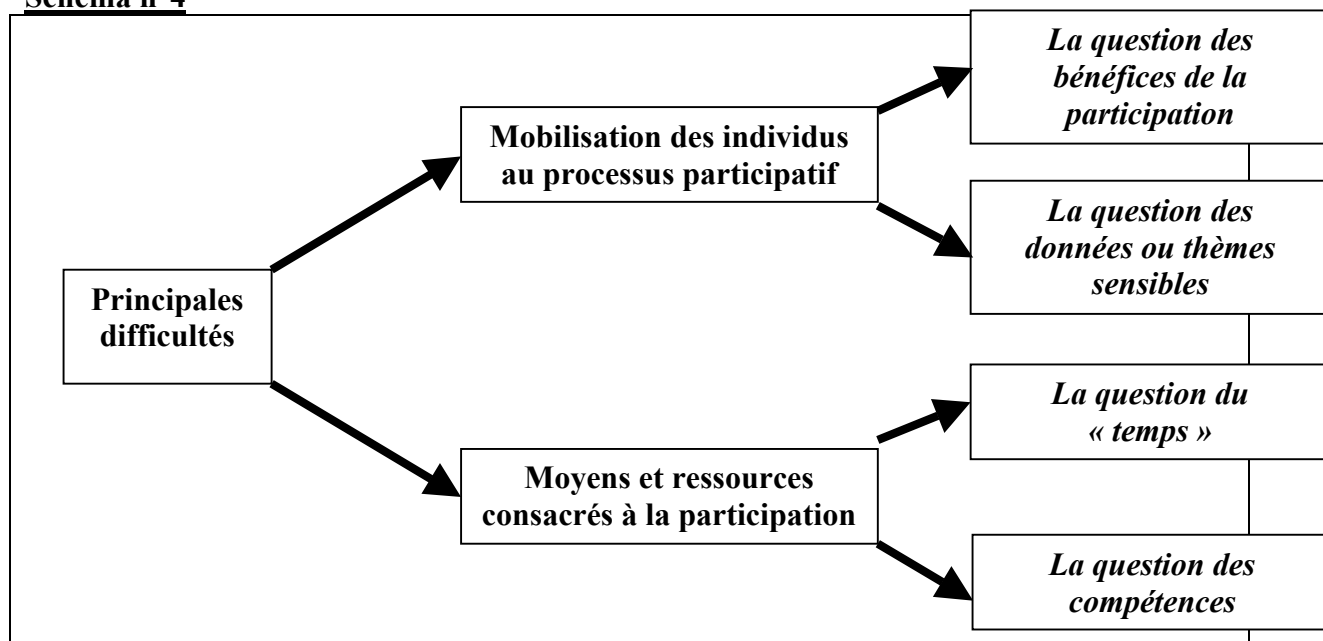 Schéma n°4
La question des
bénéfices de la
participation
Mobilisation des individus
au processus participatif
La question des
données ou thèmes
sensibles
Principales
difficultés
La question du
« temps »
Moyens et ressources
consacrés à la participation
La question des
compétences